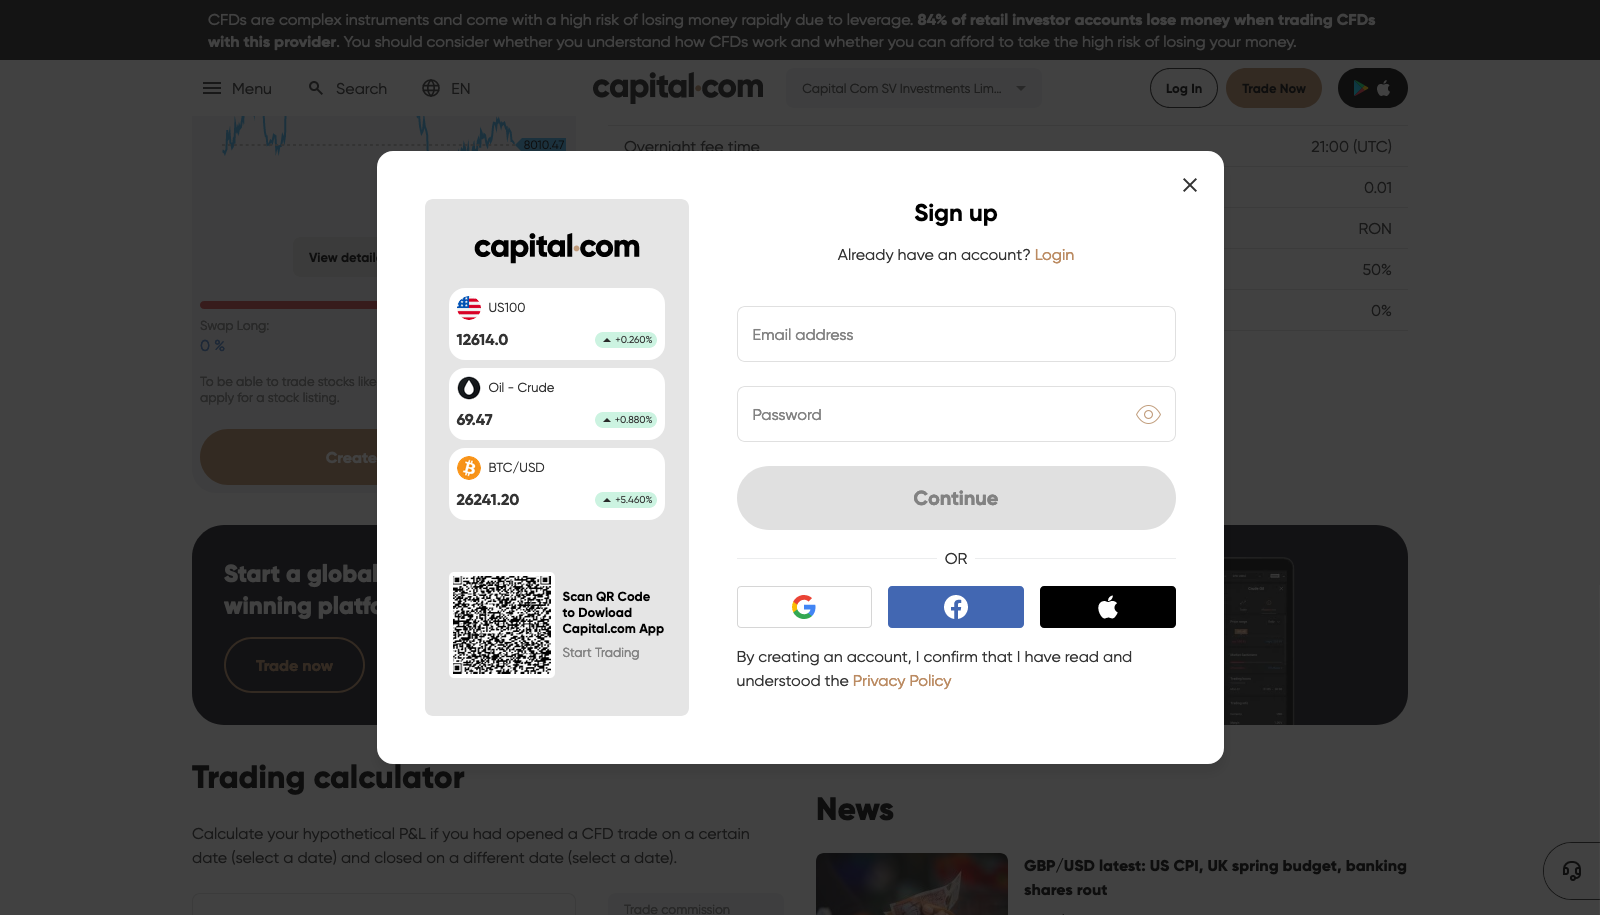 CFDs are complex instruments and come with a high risk of losing money rapidly due to leverage. 84% of retail investor accounts lose money when trading CFDs
with this provider. You should consider whether you understand how CFDs work and whether you can afford to take the high risk of losing your money.
Menu
Search
EN
capital.com
Capital Com SV Investments Lim...
Log In
Trade Now
8010.47
Overnight fee time
21:00 (UTC)
0.01
RON
50%
0%
View detaile
Swap Long:
0 %
To be able to trade stocks like
apply for a stock listing.
Create
Start a global
winning platfo
Trade now
capital.com
US100
12614.0
+0.260%
Oil - Crude
69.47
+0.880%
BTC/USD
26241.20
+5.460%
Scan QR Code
to Dowload
Capital.com App
Start Trading
Sign up
Already have an account? Login
Email address
Password
Continue
OR
By creating an account, I confirm that I have read and
understood the Privacy Policy
Trading calculator
Calculate your hypothetical P&L if you had opened a CFD trade on a certain
date (select a date) and closed on a different date (select a date).
Trade commission
News
GBP/USD latest: US CPI, UK spring budget, banking
shares rout